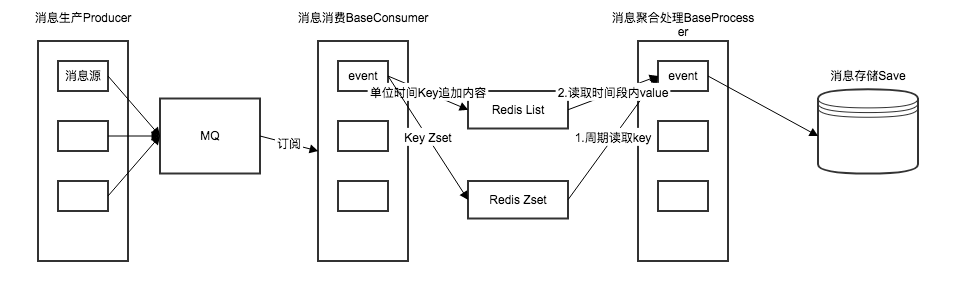 消息生产Producer
消息消费BaseConsumer
消息聚合处理BaseProcess
er
消息源
MQ
订阅
event
单位时间Key追加内容
Key Zset
Redis List
Redis Zset
2.读取时间段内value
1.周期读取key
event
消息存储Save